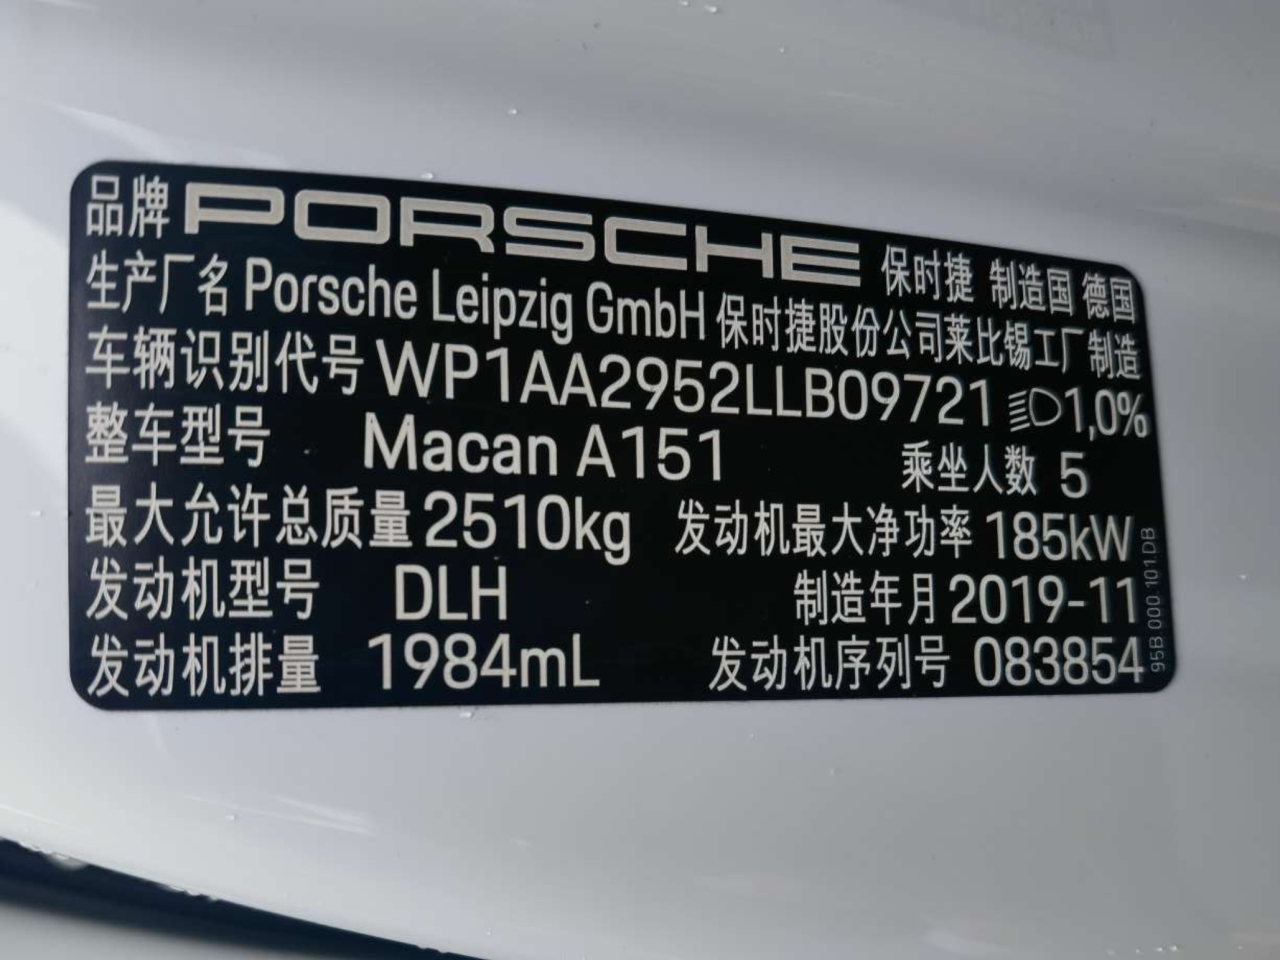 品牌 PORSCHE 保时捷 制造国 德国
生产厂名 Porsche Leipzig GmbH 保时捷股份公司莱比锡工厂制造
车辆识别代号 WP1AA2952LLB09721 1,0%
整车型号 Macan A151 乘坐人数 5
最大允许总质量 2510kg 发动机最大净功率 185kW
发动机型号 DLH 制造年月 2019-11
发动机排量 1984mL 发动机序列号 083854
95B 000 101.DB